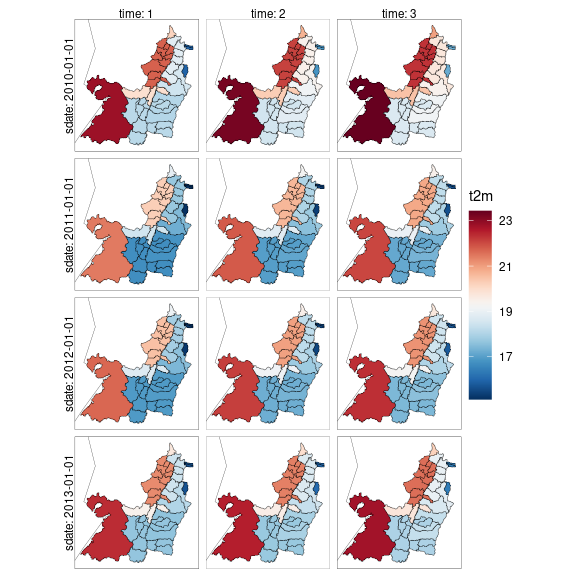 time: 1
time: 2
time: 3
sdate: 2010-01-01
sdate: 2011-01-01
sdate: 2012-01-01
sdate: 2013-01-01
t2m
23
21
19
17